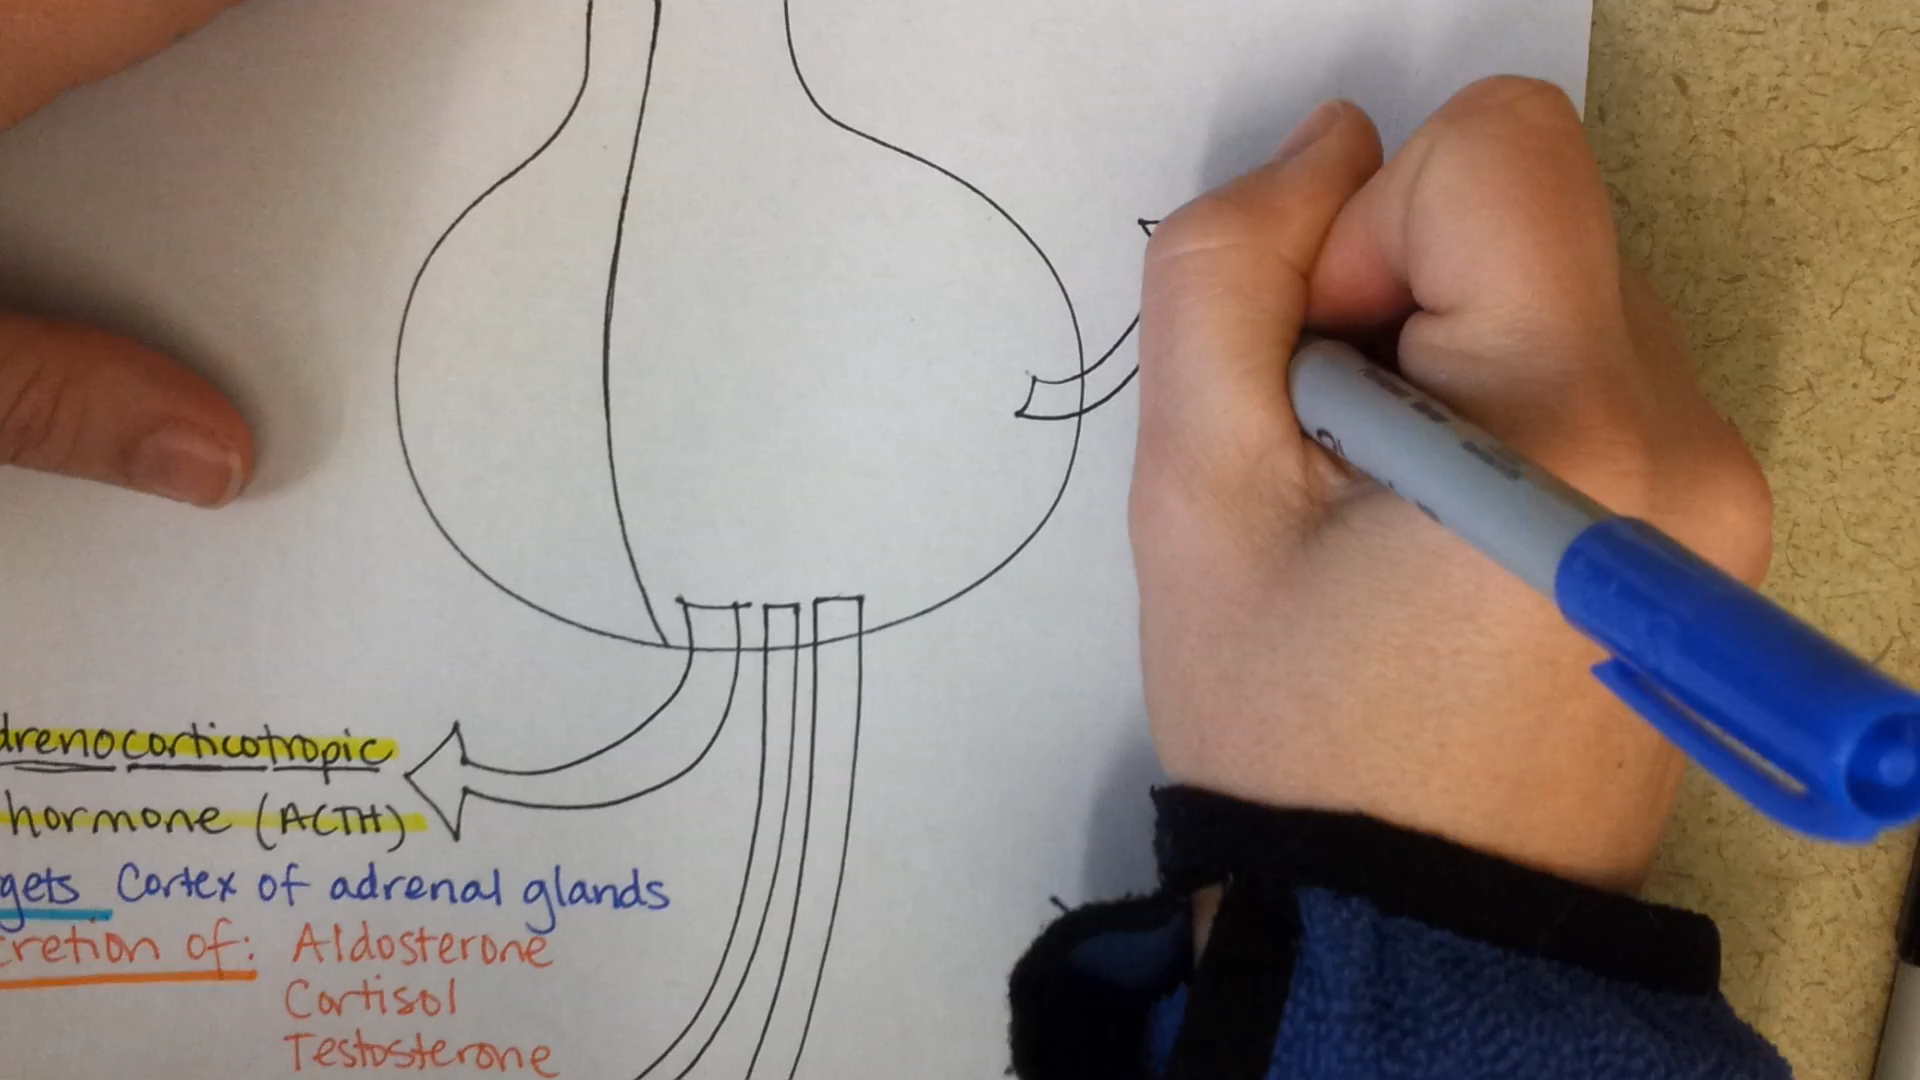 drenocorticotropic
hormone (ACTH)
gets Cortex of adrenal glands
cretion of: Aldosterone
Cortisol
Testosterone